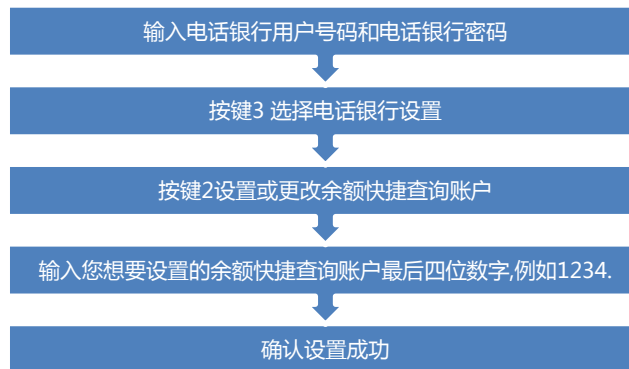 输入电话银行用户号码和电话银行密码
按键3 选择电话银行设置
按键2设置或更改余额快捷查询账户
输入您想要设置的余额快捷查询账户最后四位数字,例如1234.
确认设置成功